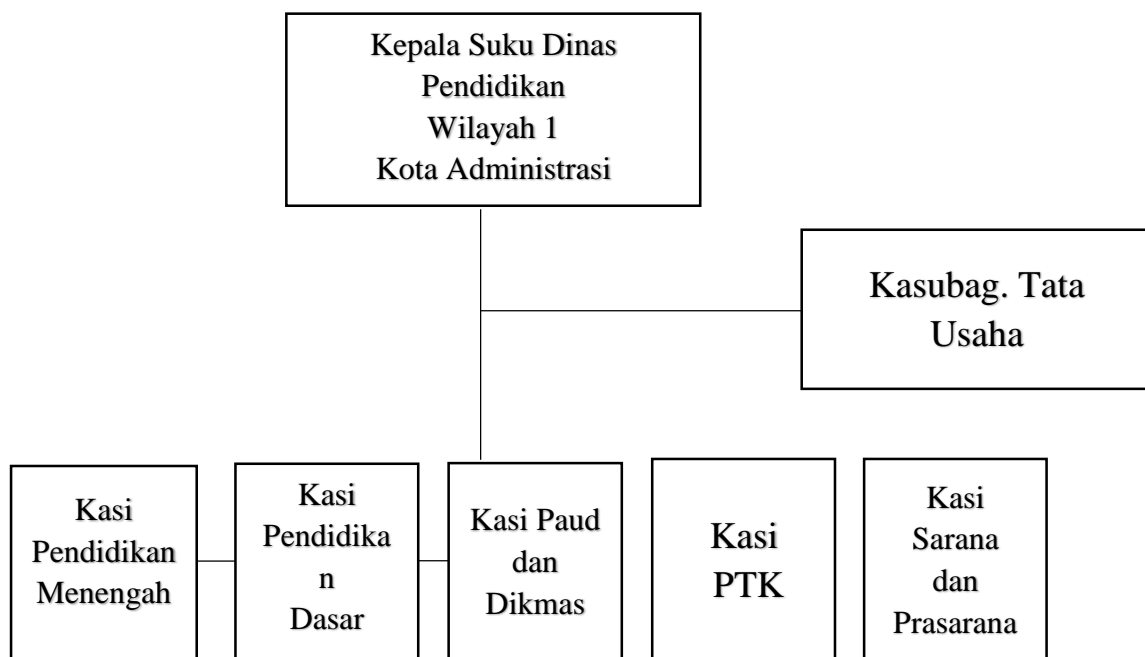 Kepala Suku Dinas
Pendidikan
Wilayah 1
Kota Administrasi
Kasubag. Tata
Usaha
Kasi
Pendidikan
Menengah
Kasi
Pendidika
n
Dasar
Kasi Paud
dan
Dikmas
Kasi
PTK
Kasi
Sarana
dan
Prasarana